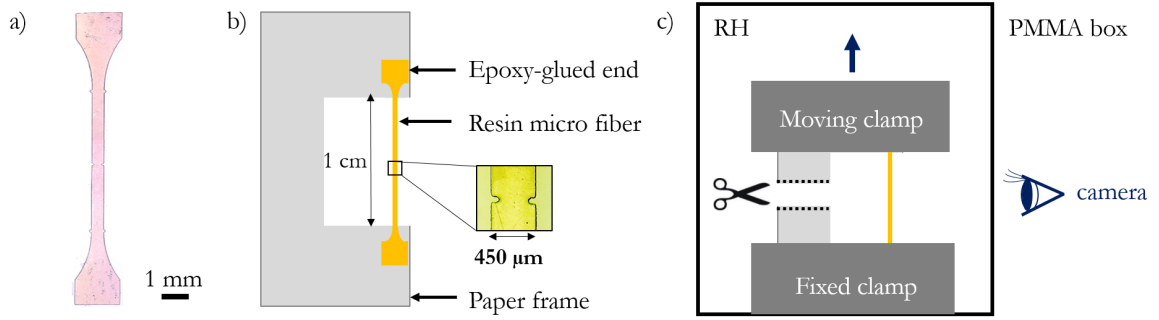 a)
1 mm
b)
Epoxy-glued end
Resin micro fiber
1 cm
450 µm
Paper frame
c)
RH
PMMA box
Moving clamp
camera
Fixed clamp